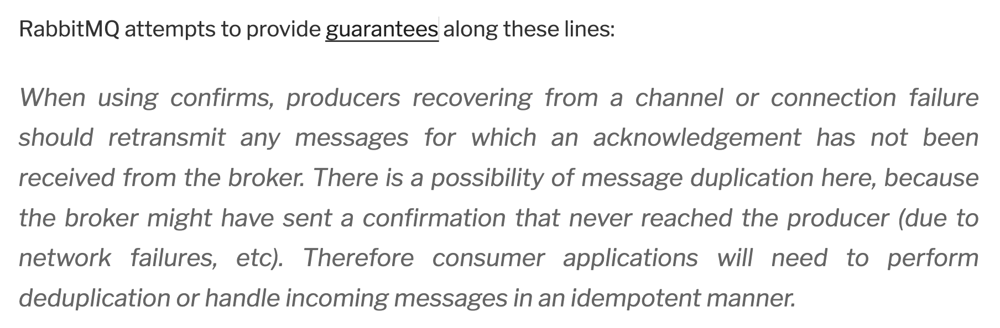 RabbitMQ attempts to provide guarantees along these lines:
When using confirms, producers recovering from a channel or connection failure
should retransmit any messages for which an acknowledgement has not been
received from the broker. There is a possibility of message duplication here, because
the broker might have sent a confirmation that never reached the producer (due to
network failures, etc). Therefore consumer applications will need to perform
deduplication or handle incoming messages in an idempotent manner.